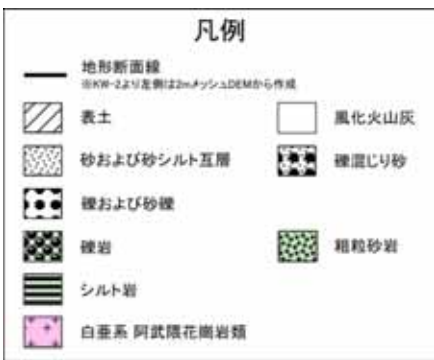 凡例
地形断面線
※KW-2より左側は2mメッシュDEMから作成
表土
風化火山灰
砂および砂シルト互層
礫混じり砂
礫および砂礫
礫岩
粗粒砂岩
シルト岩
白亜系 阿武隈花崗岩類